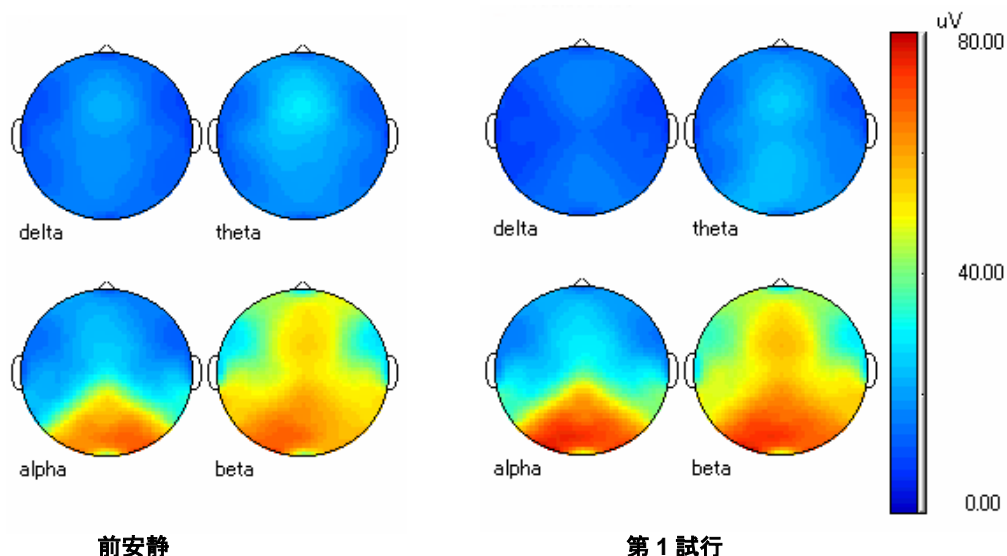 uV
80.00
40.00
0.00
delta
theta
delta
theta
alpha
beta
alpha
beta
前安静
第1試行